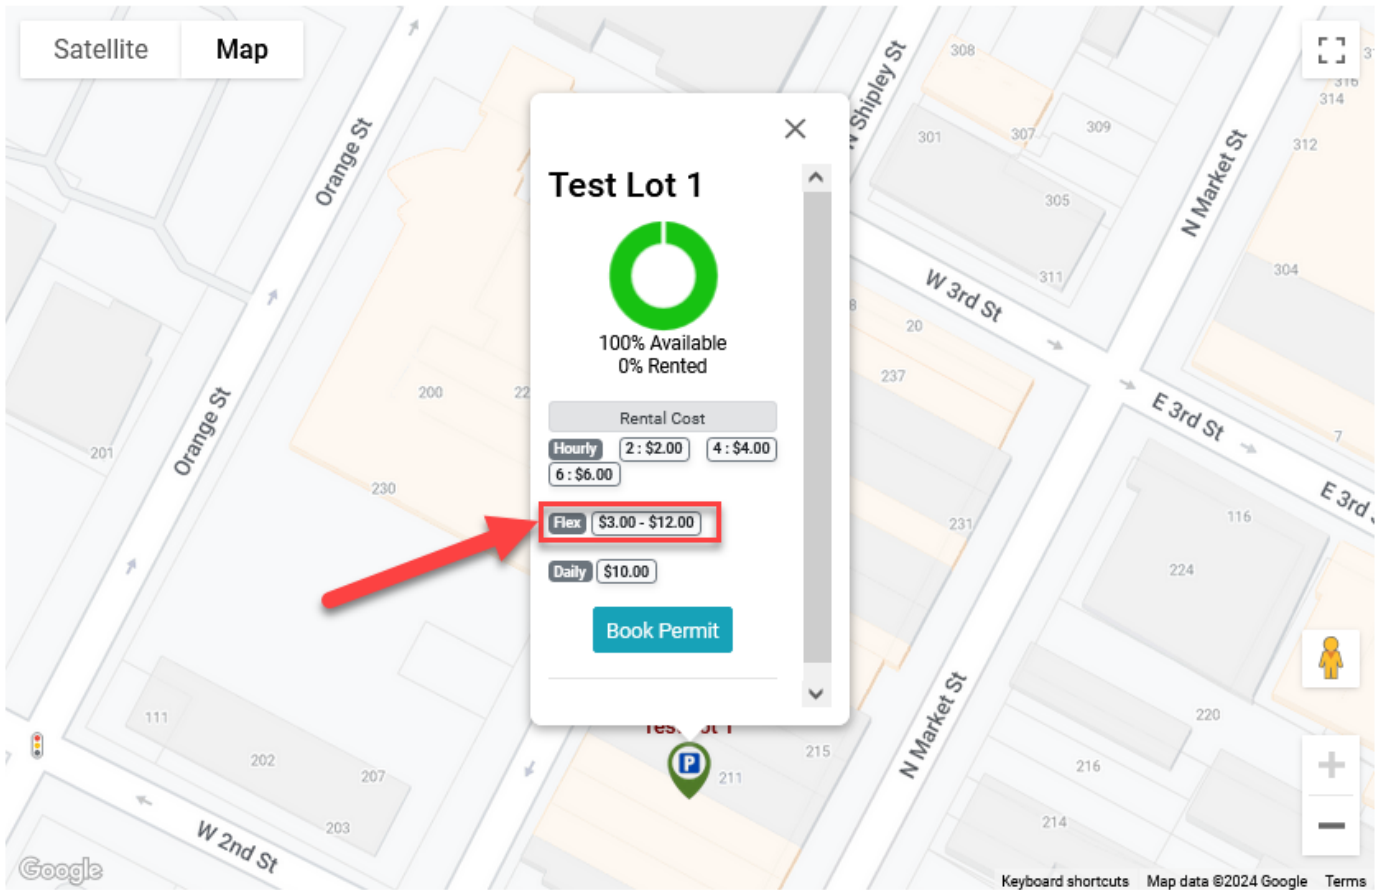 Satellite
Map
308
316
314
312
309
307
301
N Shipley St
N Market St
Orange St
305
304
311
W 3rd St
20
237
E 3rd St
7
E 3rd
Test Lot 1
100% Available
0% Rented
Rental Cost
Hourly 2 : $2.00 4 : $4.00
6 : $6.00
Flex $3.00 - $12.00
Daily $10.00
Book Permit
200
22
Orange St
201
230
231
116
224
N Market St
111
202
207
203
W 2nd St
P
211
215
220
216
214
Google
Keyboard shortcuts Map data ©2024 Google Terms